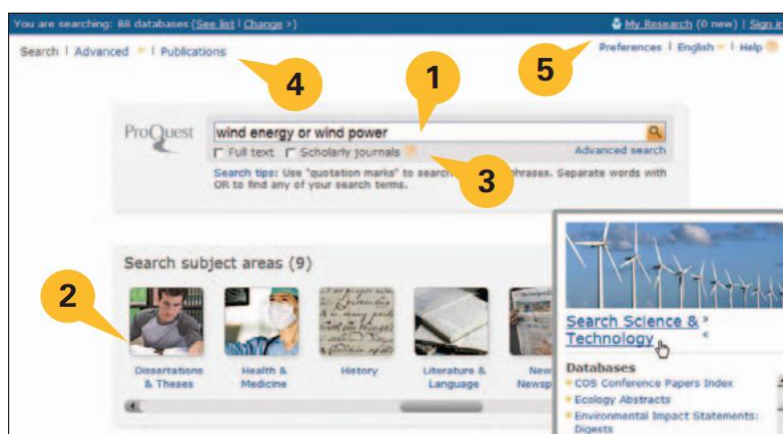 You are searching: 88 databases (See list | Change >)
My Research (0 new) | Sign in
Search | Advanced | Publications
Preferences | English | Help
4
1
5
ProQuest
wind energy or wind power
Full text Scholarly journals
Advanced search
3
Search tips: Use "quotation marks" to search phrases. Separate words with
OR to find any of your search terms.
Search subject areas (9)
2
Dissertations
& Theses
Health &
Medicine
History
Literature &
Language
New
Newsp
Search Science & >
Technology <
Databases
COS Conference Papers Index
Ecology Abstracts
Environmental Impact Statements:
Digests